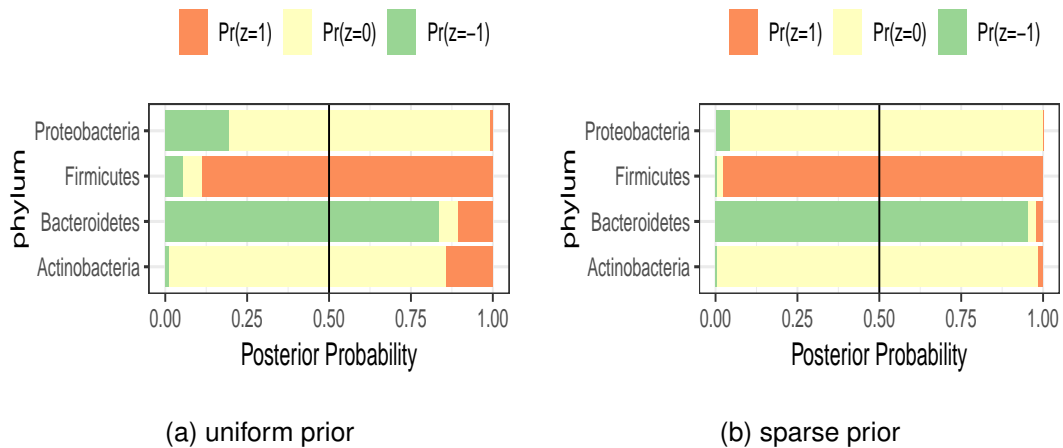 Pr(z=1) Pr(z=0) Pr(z=−1)
phylum
Proteobacteria
Firmicutes
Bacteroidetes
Actinobacteria
0.00 0.25 0.50 0.75 1.00
Posterior Probability
(a) uniform prior
Pr(z=1) Pr(z=0) Pr(z=−1)
phylum
Proteobacteria
Firmicutes
Bacteroidetes
Actinobacteria
0.00 0.25 0.50 0.75 1.00
Posterior Probability
(b) sparse prior